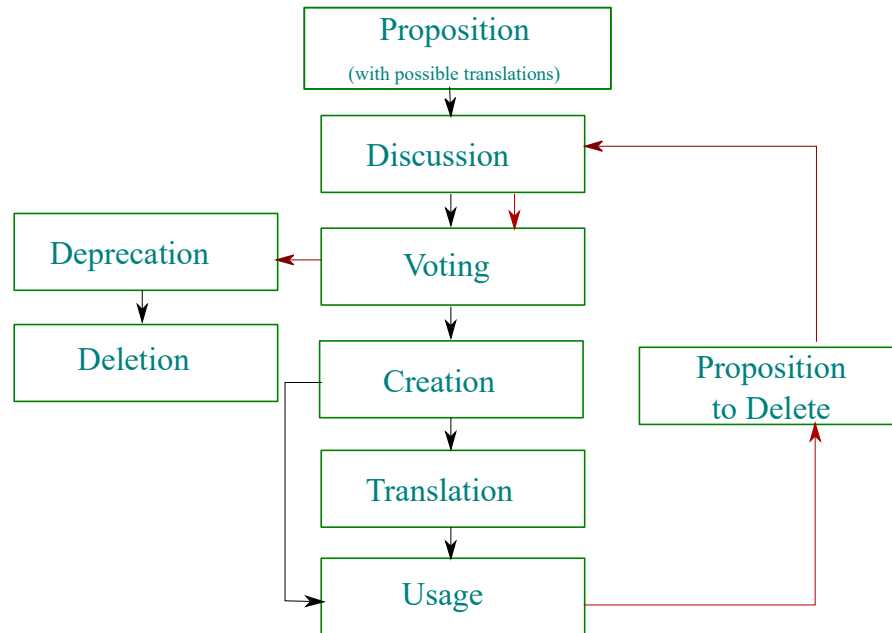 Proposition
(with possible translations)
Discussion
Deprecation
Voting
Deletion
Creation
Proposition
to Delete
Translation
Usage